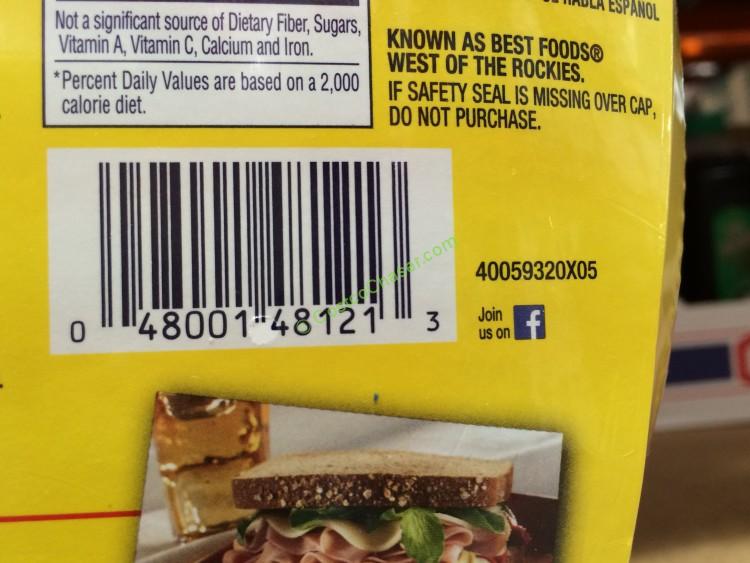 Not a significant source of Dietary Fiber, Sugars,
Vitamin A, Vitamin C, Calcium and Iron.
*Percent Daily Values are based on a 2,000
calorie diet.
HABLA ESPAÑOL
KNOWN AS BEST FOODS®
WEST OF THE ROCKIES.
IF SAFETY SEAL IS MISSING OVER CAP,
DO NOT PURCHASE.
0 48001 48121 3
CostcoChaser.com
40059320X05
Join
us on f